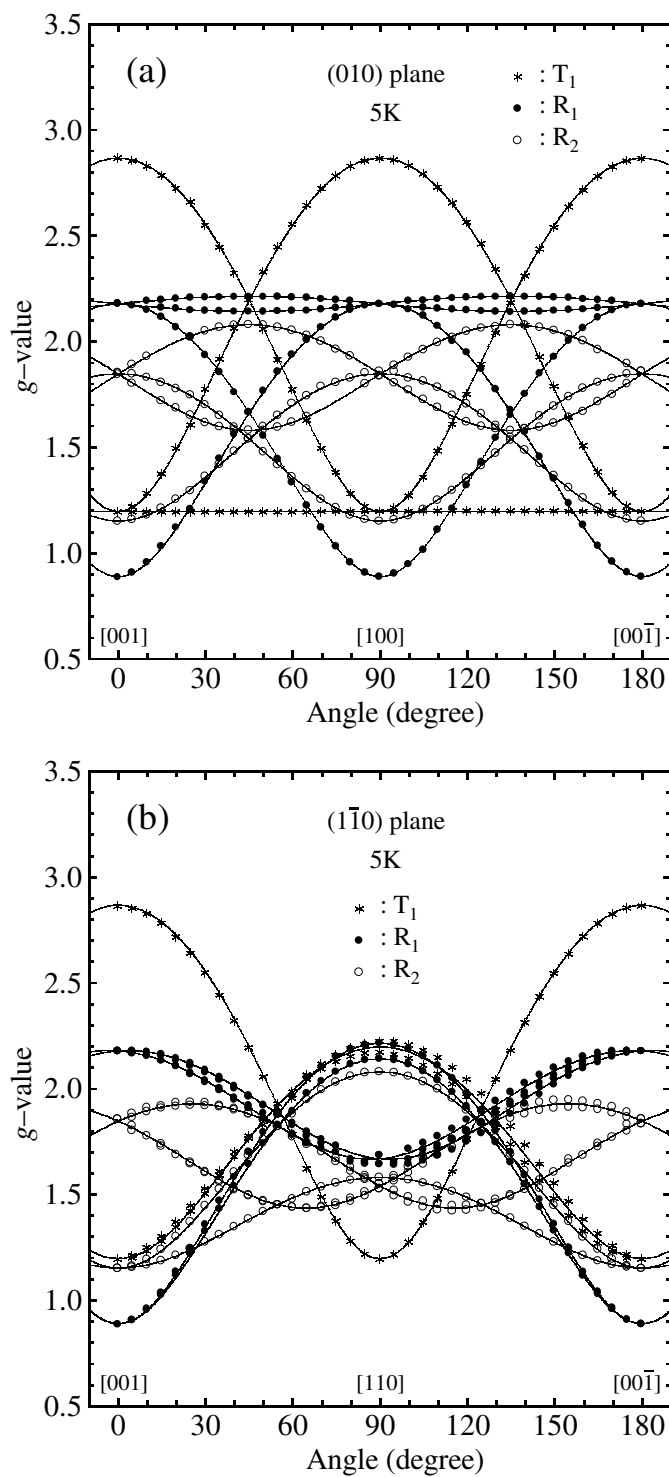 3.5
(a)
(010) plane
5K
* : T₁
● : R₁
○ : R₂
3.0
2.5
2.0
1.5
1.0
0.5
g−value
[001]
[100]
[001̄]
0 30 60 90 120 150 180
Angle (degree)
3.5
(b)
(11̄0) plane
5K
* : T₁
● : R₁
○ : R₂
3.0
2.5
2.0
1.5
1.0
0.5
g−value
[001]
[110]
[001̄]
0 30 60 90 120 150 180
Angle (degree)